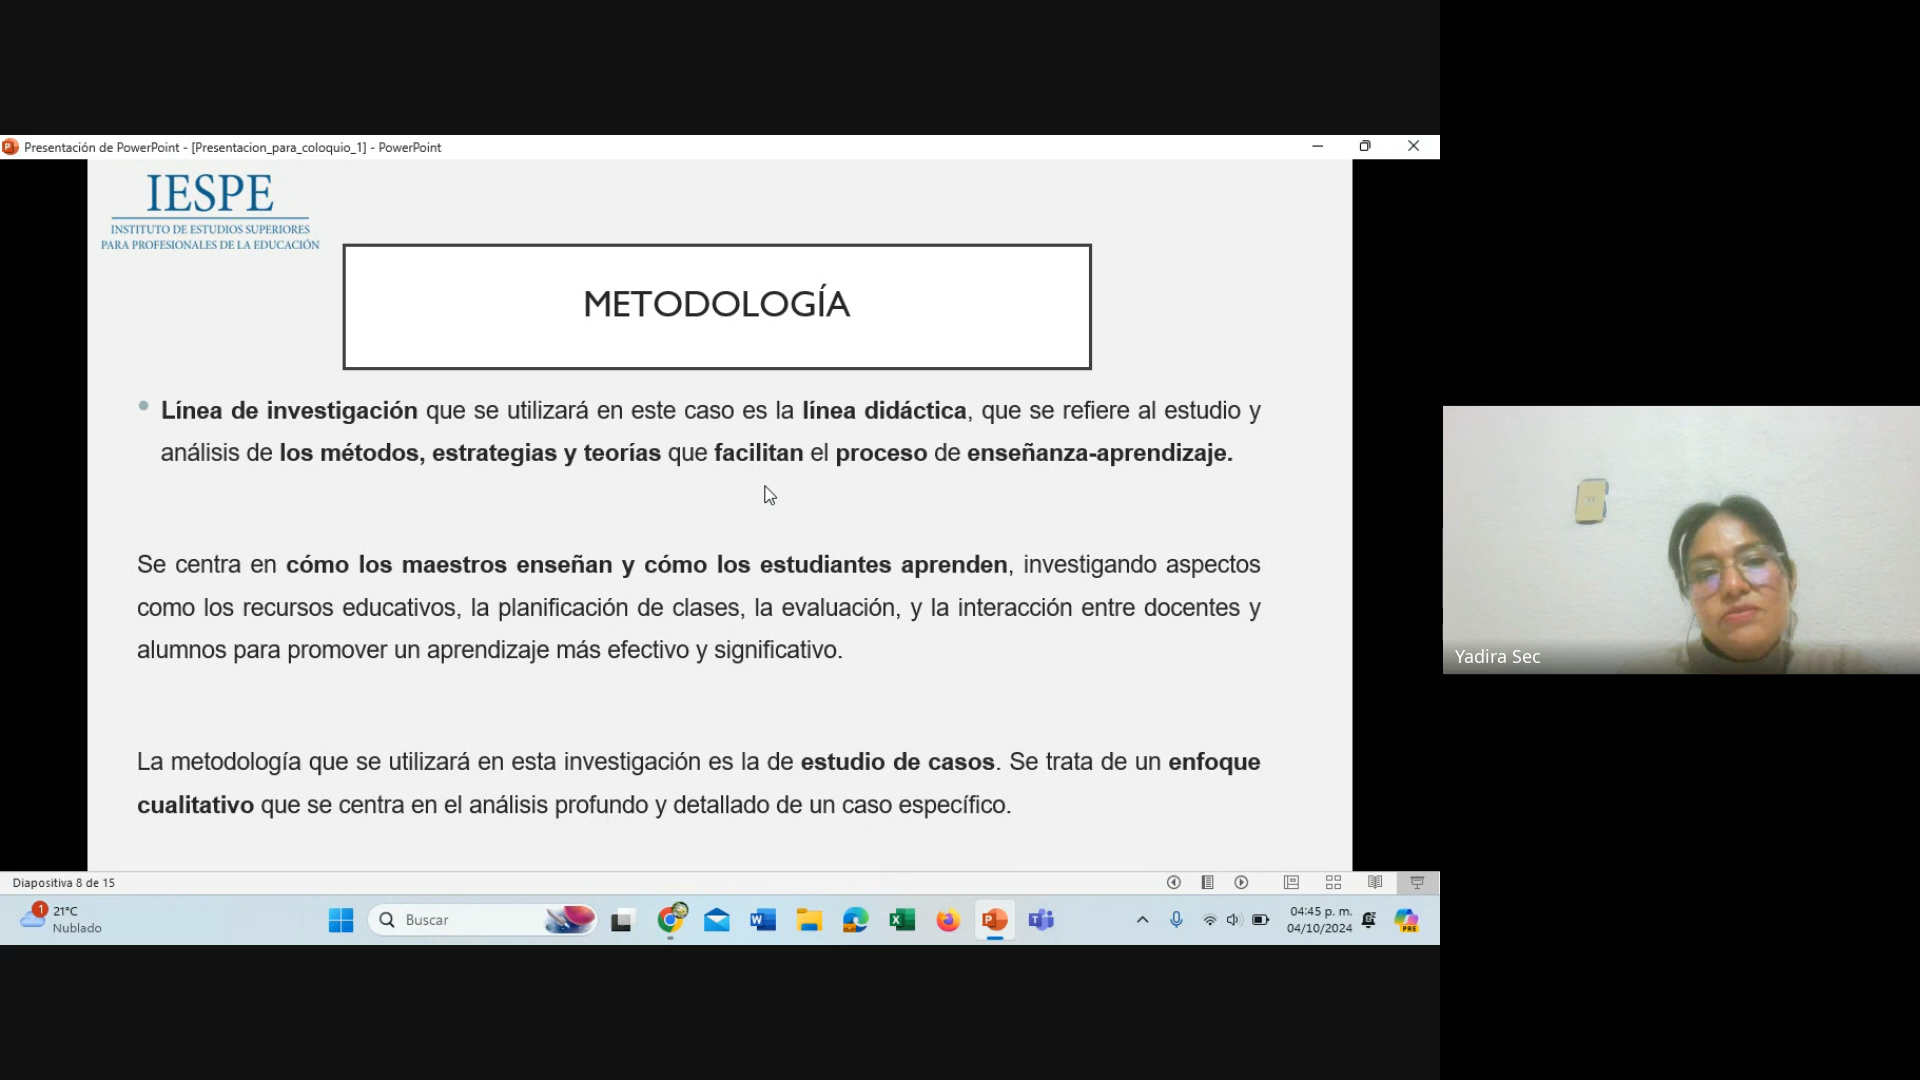 Presentación de PowerPoint - [Presentacion_para_coloquio_1] - PowerPoint
IESPE
INSTITUTO DE ESTUDIOS SUPERIORES
PARA PROFESIONALES DE LA EDUCACIÓN
METODOLOGÍA
Línea de investigación que se utilizará en este caso es la línea didáctica, que se refiere al estudio y
análisis de los métodos, estrategias y teorías que facilitan el proceso de enseñanza-aprendizaje.
Se centra en cómo los maestros enseñan y cómo los estudiantes aprenden, investigando aspectos
como los recursos educativos, la planificación de clases, la evaluación, y la interacción entre docentes y
alumnos para promover un aprendizaje más efectivo y significativo.
La metodología que se utilizará en esta investigación es la de estudio de casos. Se trata de un enfoque
cualitativo que se centra en el análisis profundo y detallado de un caso específico.
Yadira Sec
Diapositiva 8 de 15
1
21°C
Nublado
Buscar
04:45 p. m.
04/10/2024
PRE